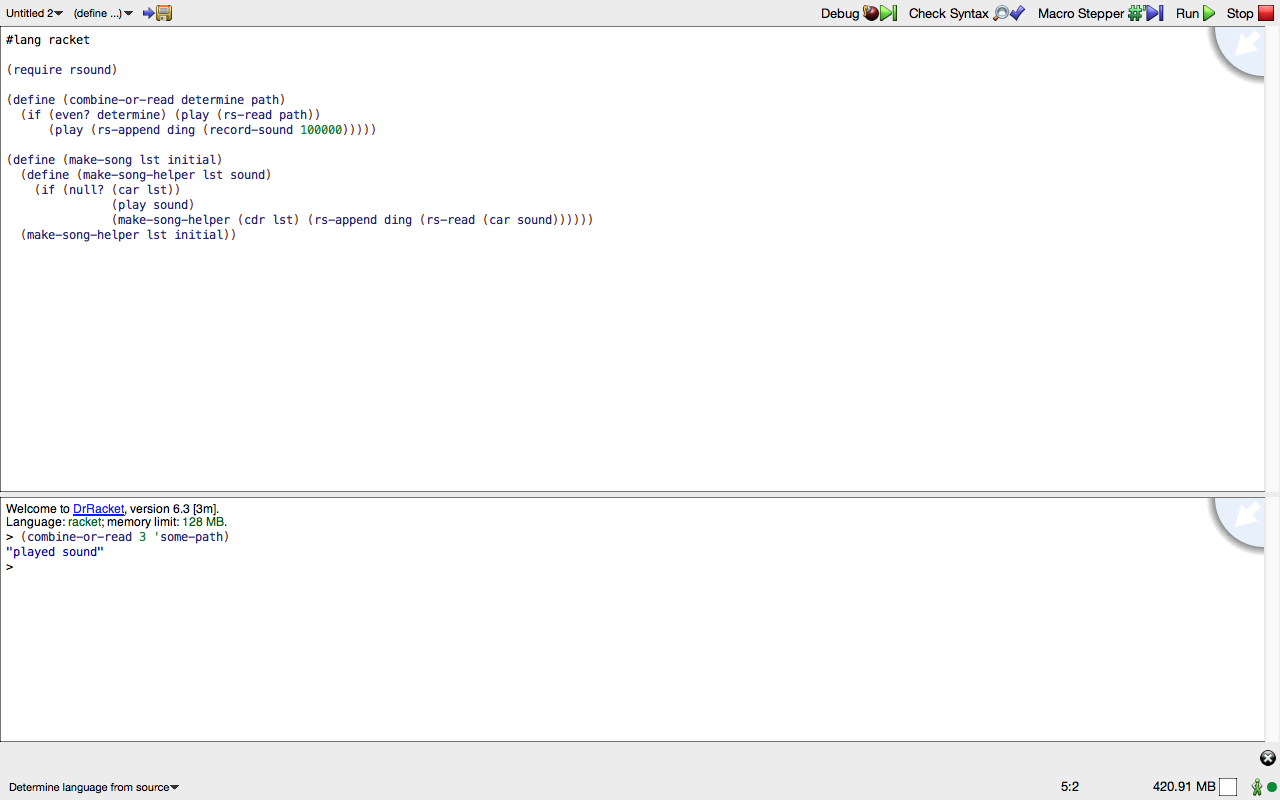 Untitled 2 (define ...) Debug Check Syntax Macro Stepper Run Stop
#lang racket
(require rsound)
(define (combine-or-read determine path)
(if (even? determine) (play (rs-read path))
(play (rs-append ding (record-sound 100000)))))
(define (make-song lst initial)
(define (make-song-helper lst sound)
(if (null? (car lst))
(play sound)
(make-song-helper (cdr lst) (rs-append ding (rs-read (car sound))))))
(make-song-helper lst initial))
Welcome to DrRacket, version 6.3 [3m].
Language: racket; memory limit: 128 MB.
> (combine-or-read 3 'some-path)
"played sound"
>
Determine language from source 5:2 420.91 MB